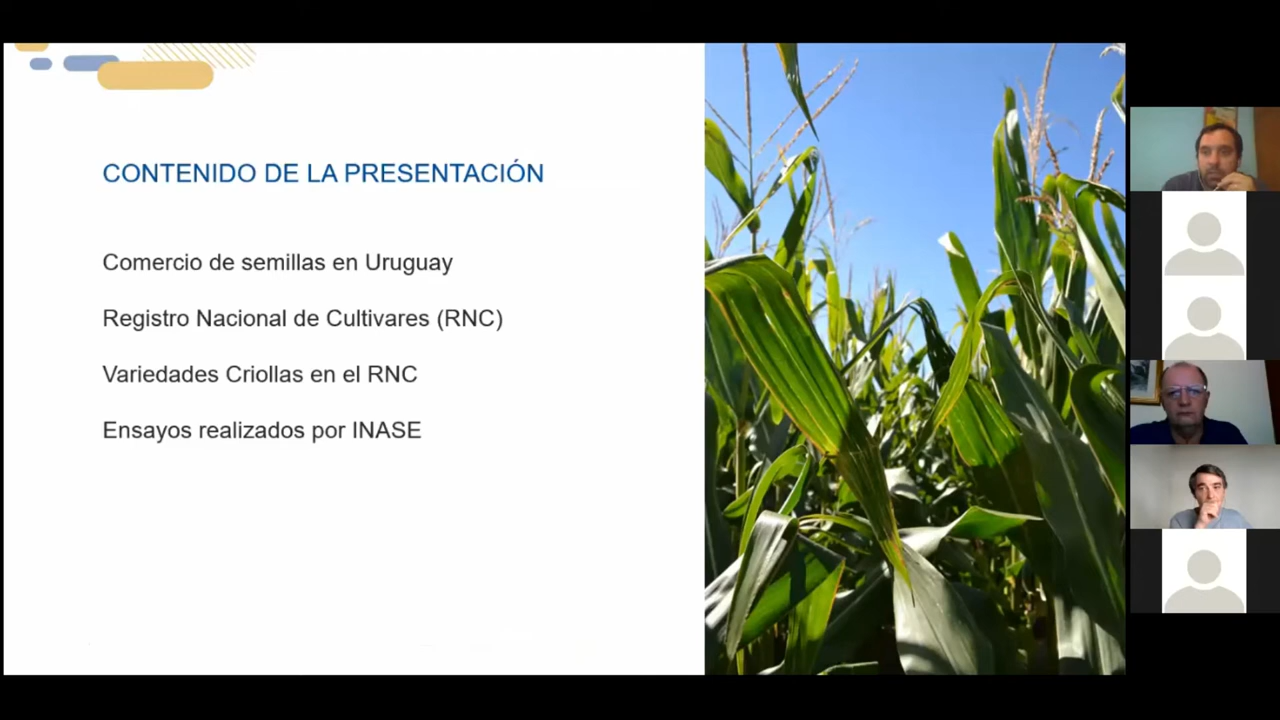 CONTENIDO DE LA PRESENTACIÓN
Comercio de semillas en Uruguay
Registro Nacional de Cultivares (RNC)
Variedades Criollas en el RNC
Ensayos realizados por INASE